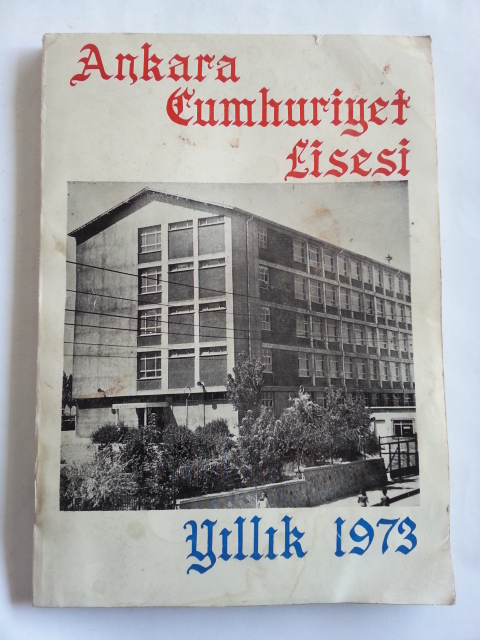 Ankara
Cumhuriyet
Lisesi
Yıllık 1973